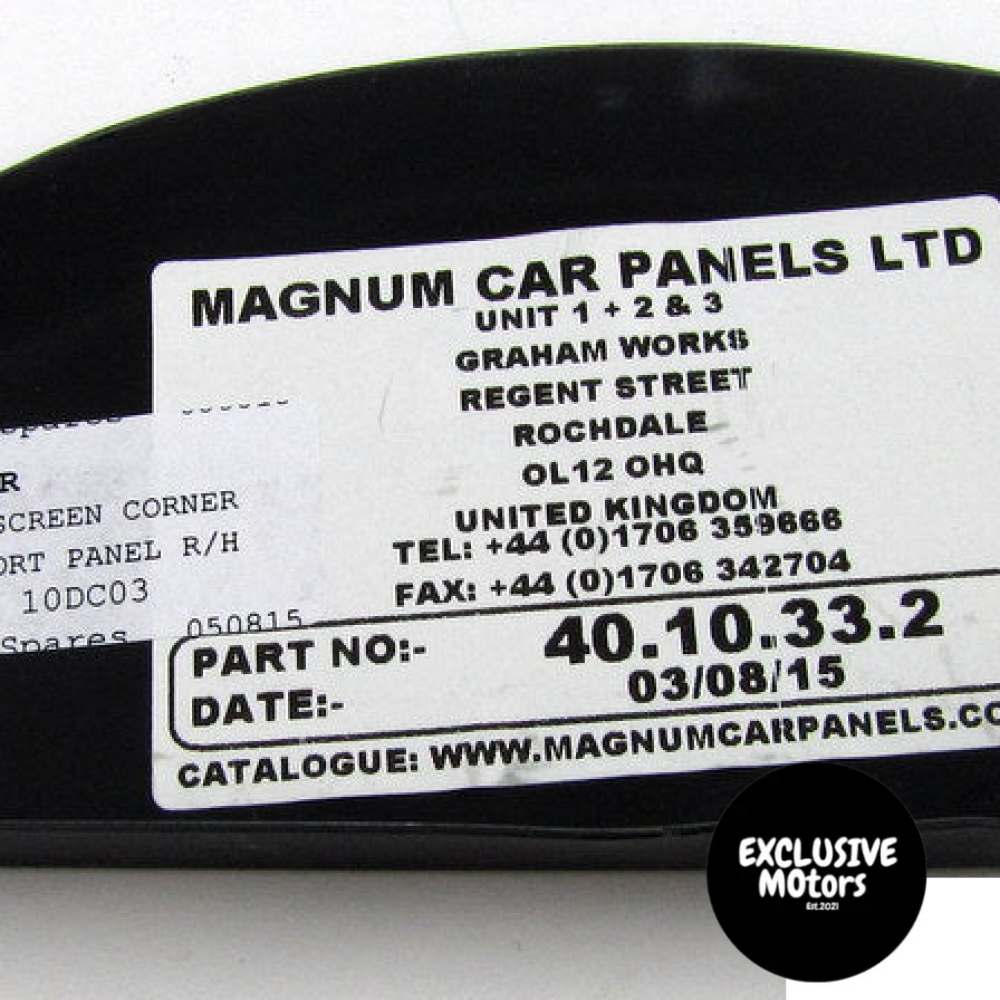 MAGNUM CAR PANELS LTD
UNIT 1 + 2 & 3
GRAHAM WORKS
REGENT STREET
ROCHDALE
OL12 OHQ
UNITED KINGDOM
TEL: +44 (0)1706 359666
FAX: +44 (0)1706 342704
PART NO:- 40.10.33.2
DATE:- 03/08/15
CATALOGUE: WWW.MAGNUMCARPANELS.CO
R
SCREEN CORNER
ORT PANEL R/H
10DC03
Spares 050815
EXCLUSIVE
MOtors
Est.2021